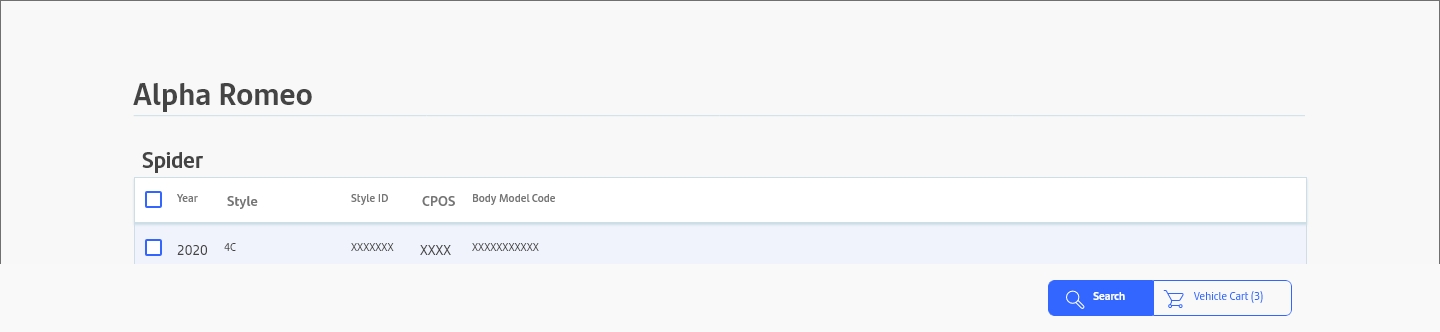 Alpha Romeo
Spider
Year Style Style ID CPOS Body Model Code
2020 4C XXXXXXX XXXX XXXXXXXXXXX
Search Vehicle Cart (3)